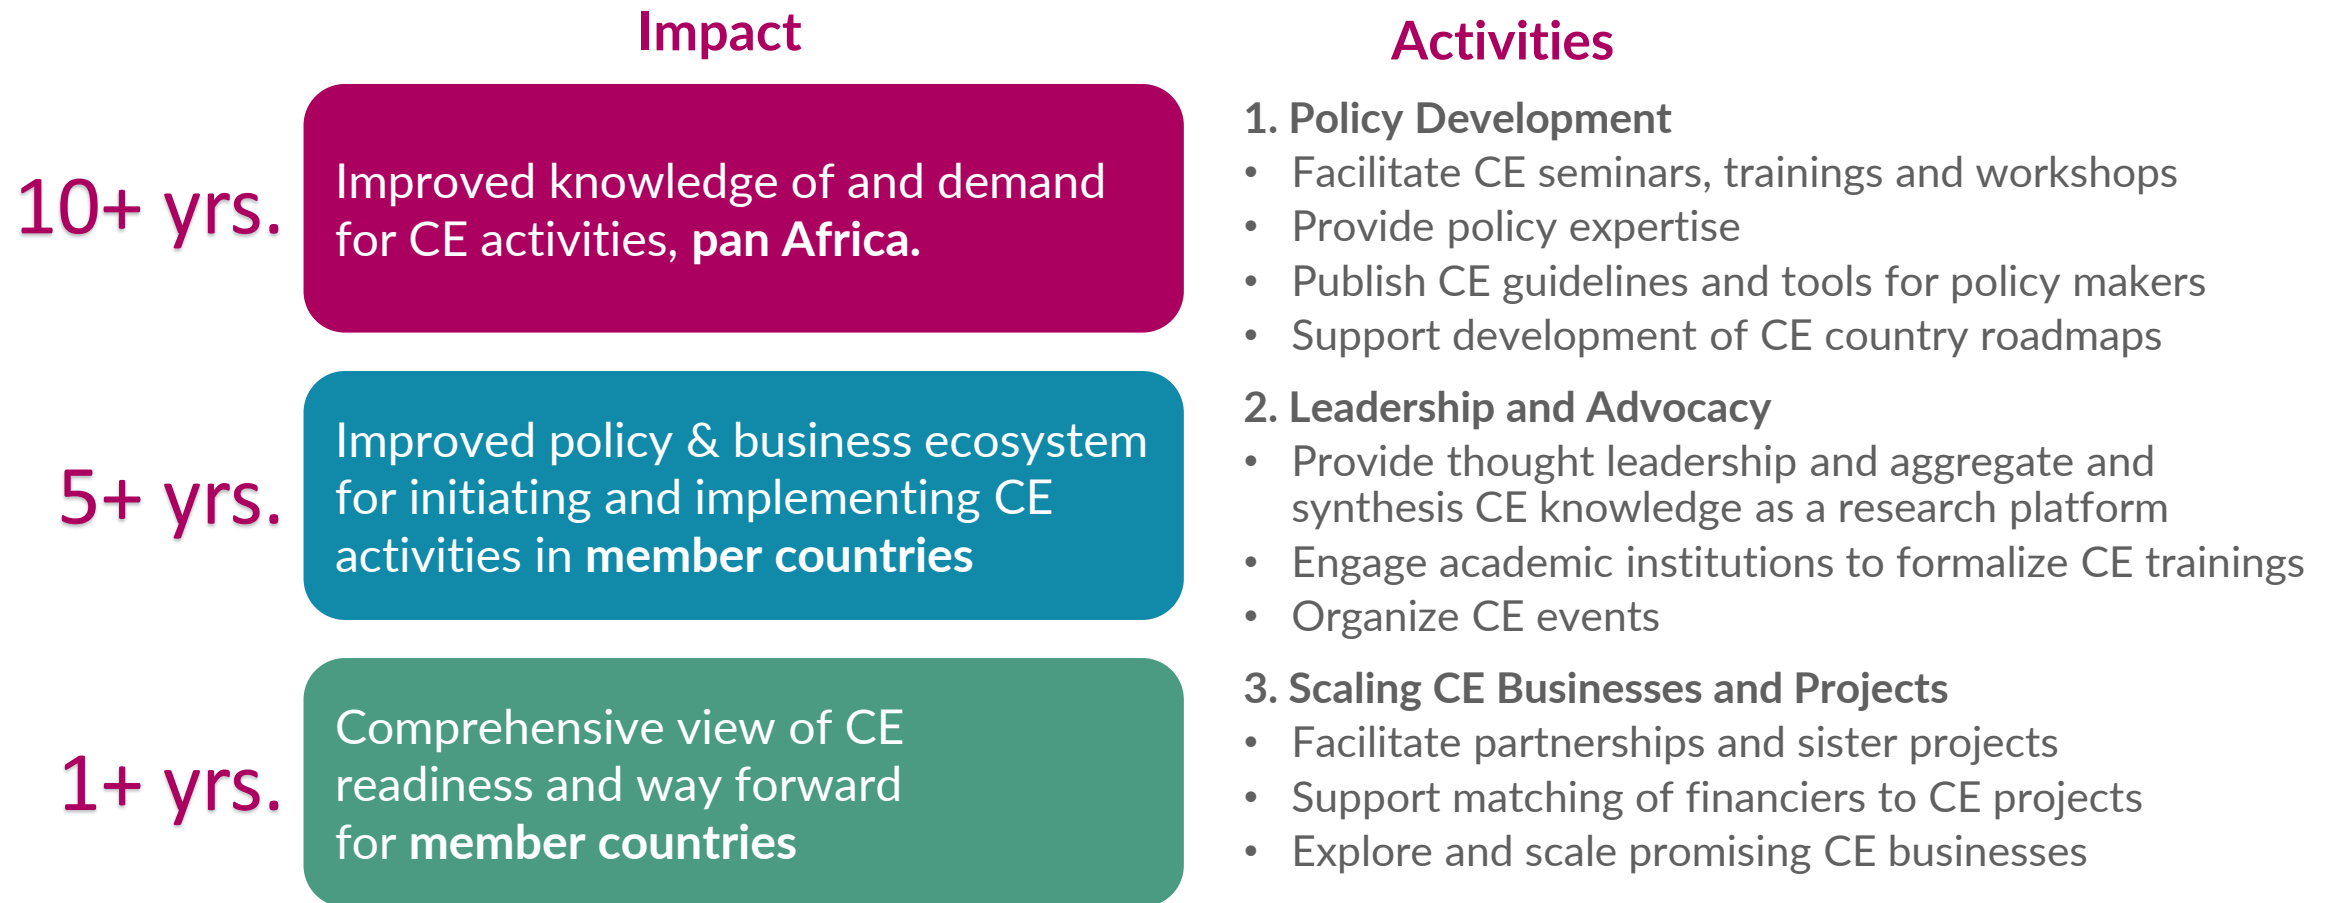 Impact
10+ yrs.
Improved knowledge of and demand
for CE activities, pan Africa.
5+ yrs.
Improved policy & business ecosystem
for initiating and implementing CE
activities in member countries
1+ yrs.
Comprehensive view of CE
readiness and way forward
for member countries
Activities
1. Policy Development
• Facilitate CE seminars, trainings and workshops
• Provide policy expertise
• Publish CE guidelines and tools for policy makers
• Support development of CE country roadmaps
2. Leadership and Advocacy
• Provide thought leadership and aggregate and
synthesis CE knowledge as a research platform
• Engage academic institutions to formalize CE trainings
• Organize CE events
3. Scaling CE Businesses and Projects
• Facilitate partnerships and sister projects
• Support matching of financiers to CE projects
• Explore and scale promising CE businesses